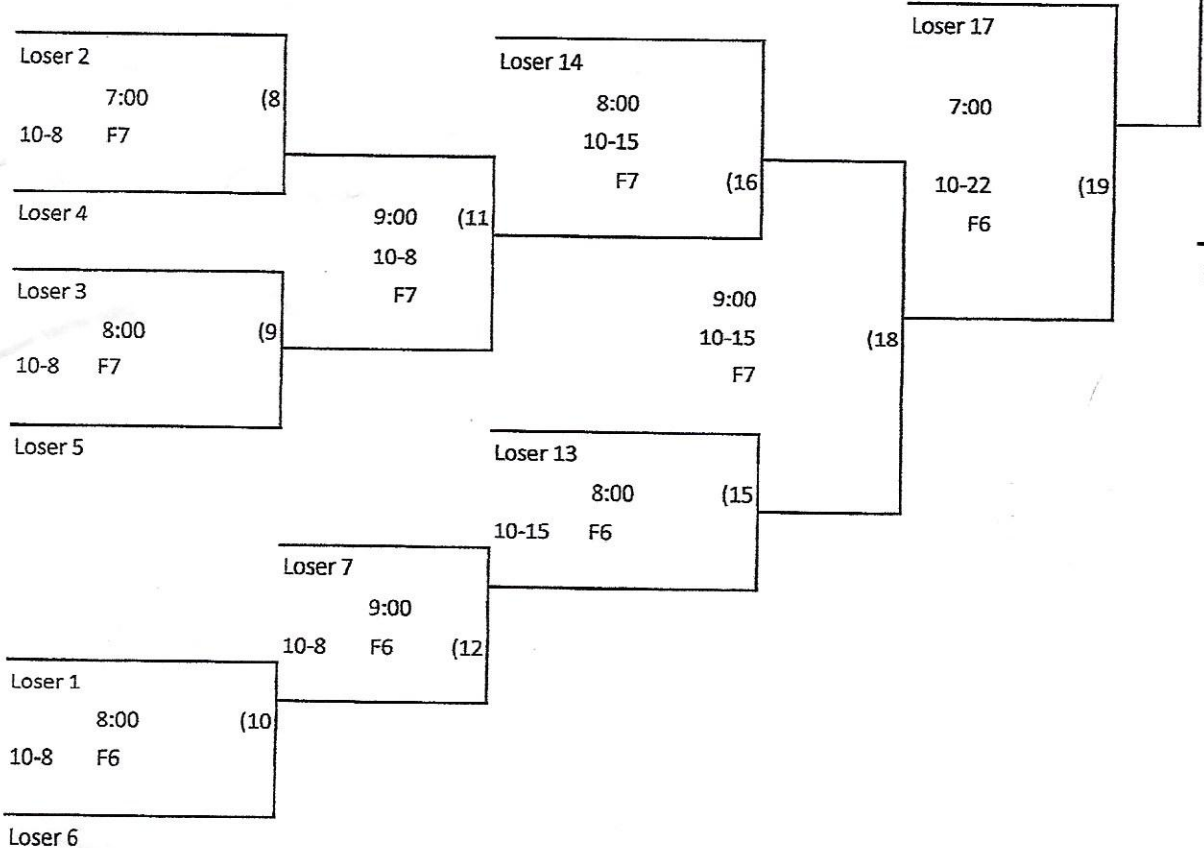 Loser 2
7:00 (8
10-8 F7
Loser 4
Loser 3
8:00 (9
10-8 F7
Loser 5
9:00 (11
10-8
F7
Loser 14
8:00
10-15
F7 (16
9:00
10-15 (18
F7
Loser 17
7:00
10-22 (19
F6
Loser 13
8:00 (15
10-15 F6
Loser 7
9:00
10-8 F6 (12
Loser 1
8:00 (10
10-8 F6
Loser 6